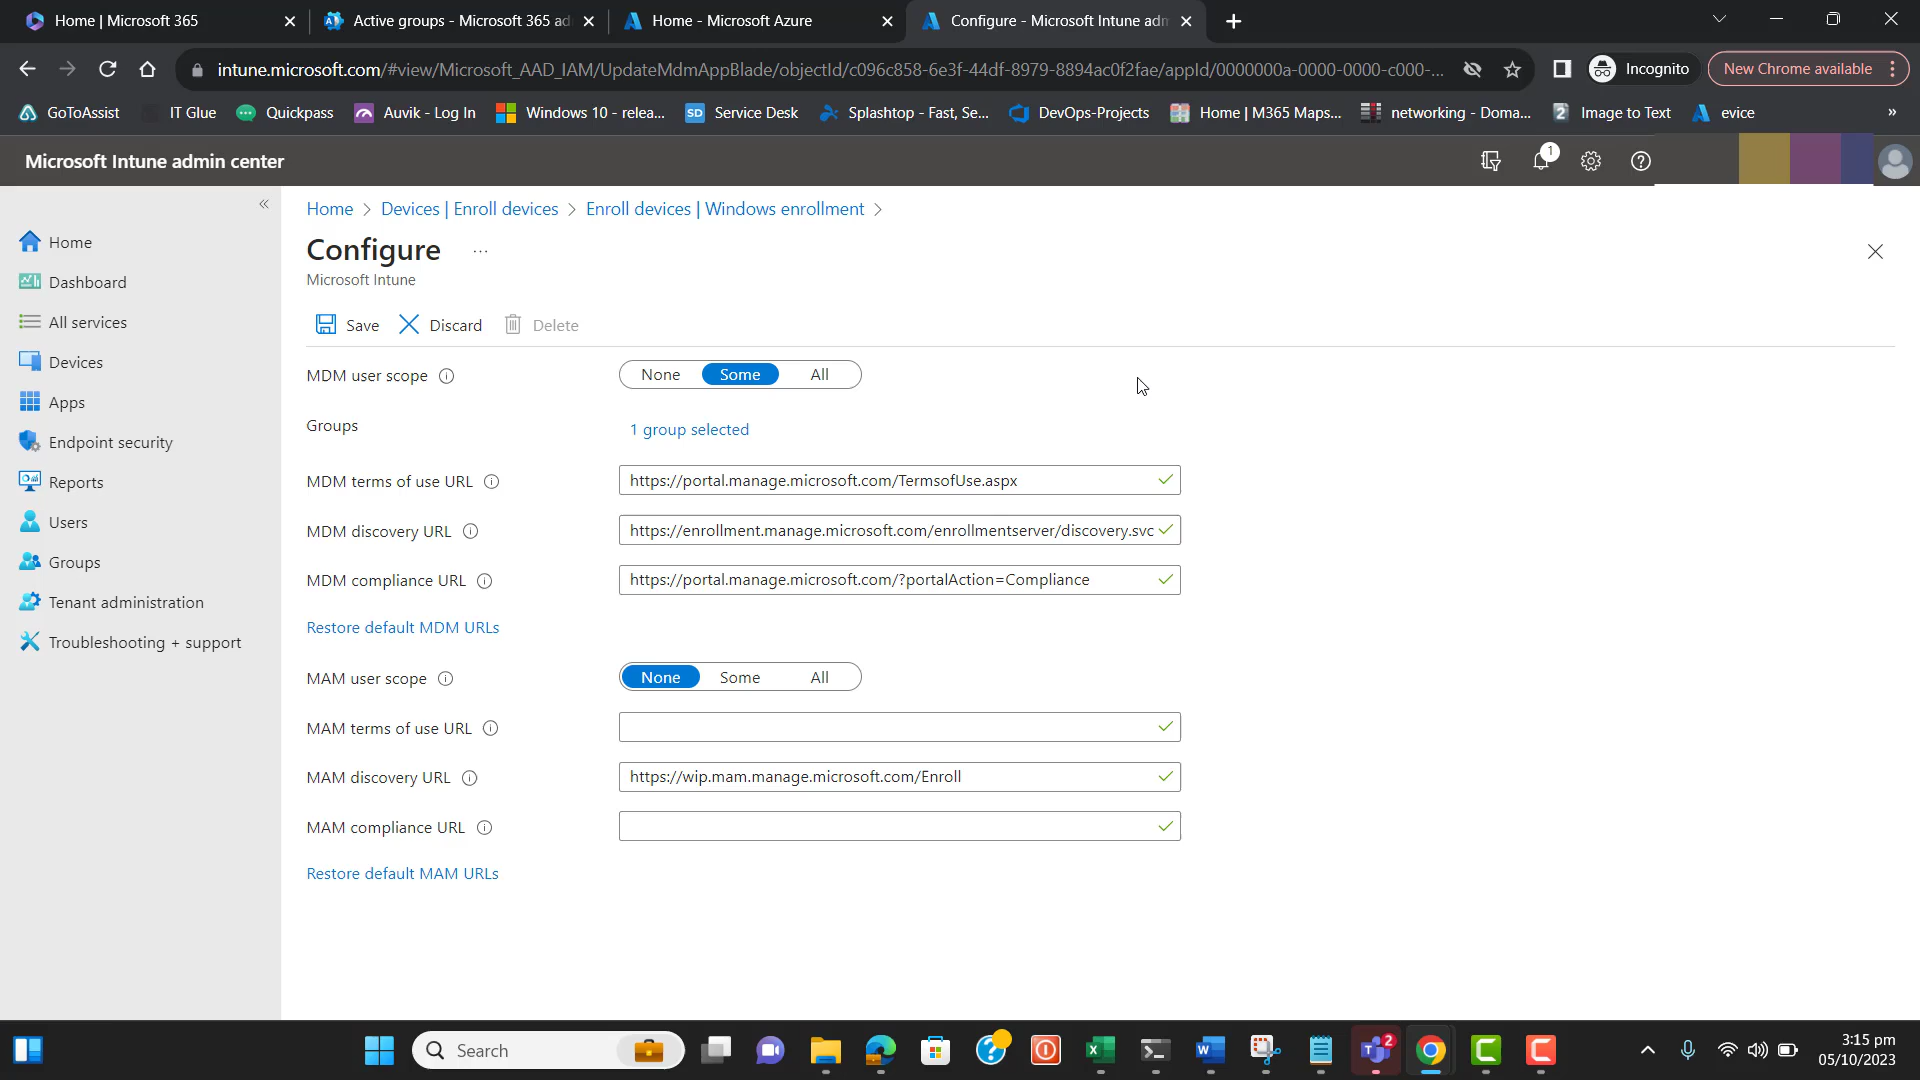 Home | Microsoft 365
Active groups - Microsoft 365 ad
Home - Microsoft Azure
Configure - Microsoft Intune adm
intune.microsoft.com/#view/Microsoft_AAD_IAM/UpdateMdmAppBlade/objectId/c096c858-6e3f-44df-8979-8894ac0f2fae/appId/0000000a-0000-0000-c000-...
Incognito
New Chrome available
GoToAssist
IT Glue
Quickpass
Auvik - Log In
Windows 10 - relea...
SD
Service Desk
Splashtop - Fast, Se...
DevOps-Projects
Home | M365 Maps...
networking - Doma...
2
Image to Text
evice
»
Microsoft Intune admin center
1
Home
Dashboard
All services
Devices
Apps
Endpoint security
Reports
Users
Groups
Tenant administration
Troubleshooting + support
Home > Devices | Enroll devices > Enroll devices | Windows enrollment >
Configure ...
Microsoft Intune
Save
Discard
Delete
MDM user scope
None Some All
Groups
1 group selected
MDM terms of use URL
https://portal.manage.microsoft.com/TermsofUse.aspx
MDM discovery URL
https://enrollment.manage.microsoft.com/enrollmentserver/discovery.svc
MDM compliance URL
https://portal.manage.microsoft.com/?portalAction=Compliance
Restore default MDM URLs
MAM user scope
None Some All
MAM terms of use URL
MAM discovery URL
https://wip.mam.manage.microsoft.com/Enroll
MAM compliance URL
Restore default MAM URLs
Search
2
3:15 pm
05/10/2023